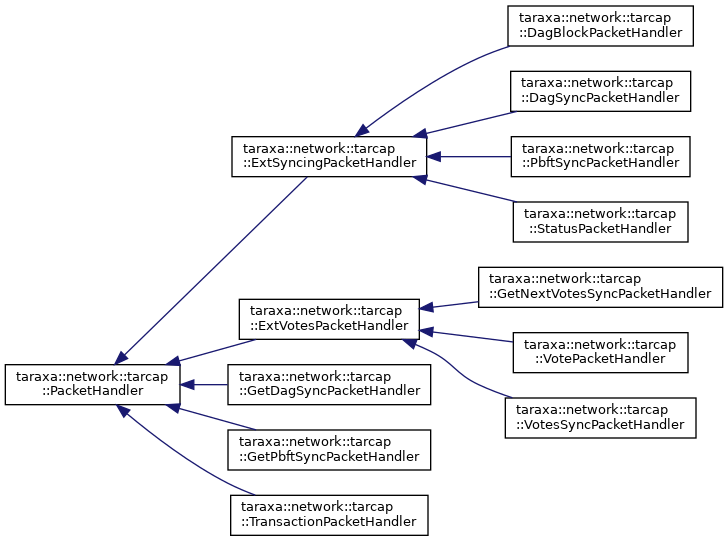 taraxa::network::tarcap
::DagBlockPacketHandler
taraxa::network::tarcap
::DagSyncPacketHandler
taraxa::network::tarcap
::ExtSyncingPacketHandler
taraxa::network::tarcap
::PbftSyncPacketHandler
taraxa::network::tarcap
::StatusPacketHandler
taraxa::network::tarcap
::GetNextVotesSyncPacketHandler
taraxa::network::tarcap
::ExtVotesPacketHandler
taraxa::network::tarcap
::VotePacketHandler
taraxa::network::tarcap
::PacketHandler
taraxa::network::tarcap
::GetDagSyncPacketHandler
taraxa::network::tarcap
::VotesSyncPacketHandler
taraxa::network::tarcap
::GetPbftSyncPacketHandler
taraxa::network::tarcap
::TransactionPacketHandler